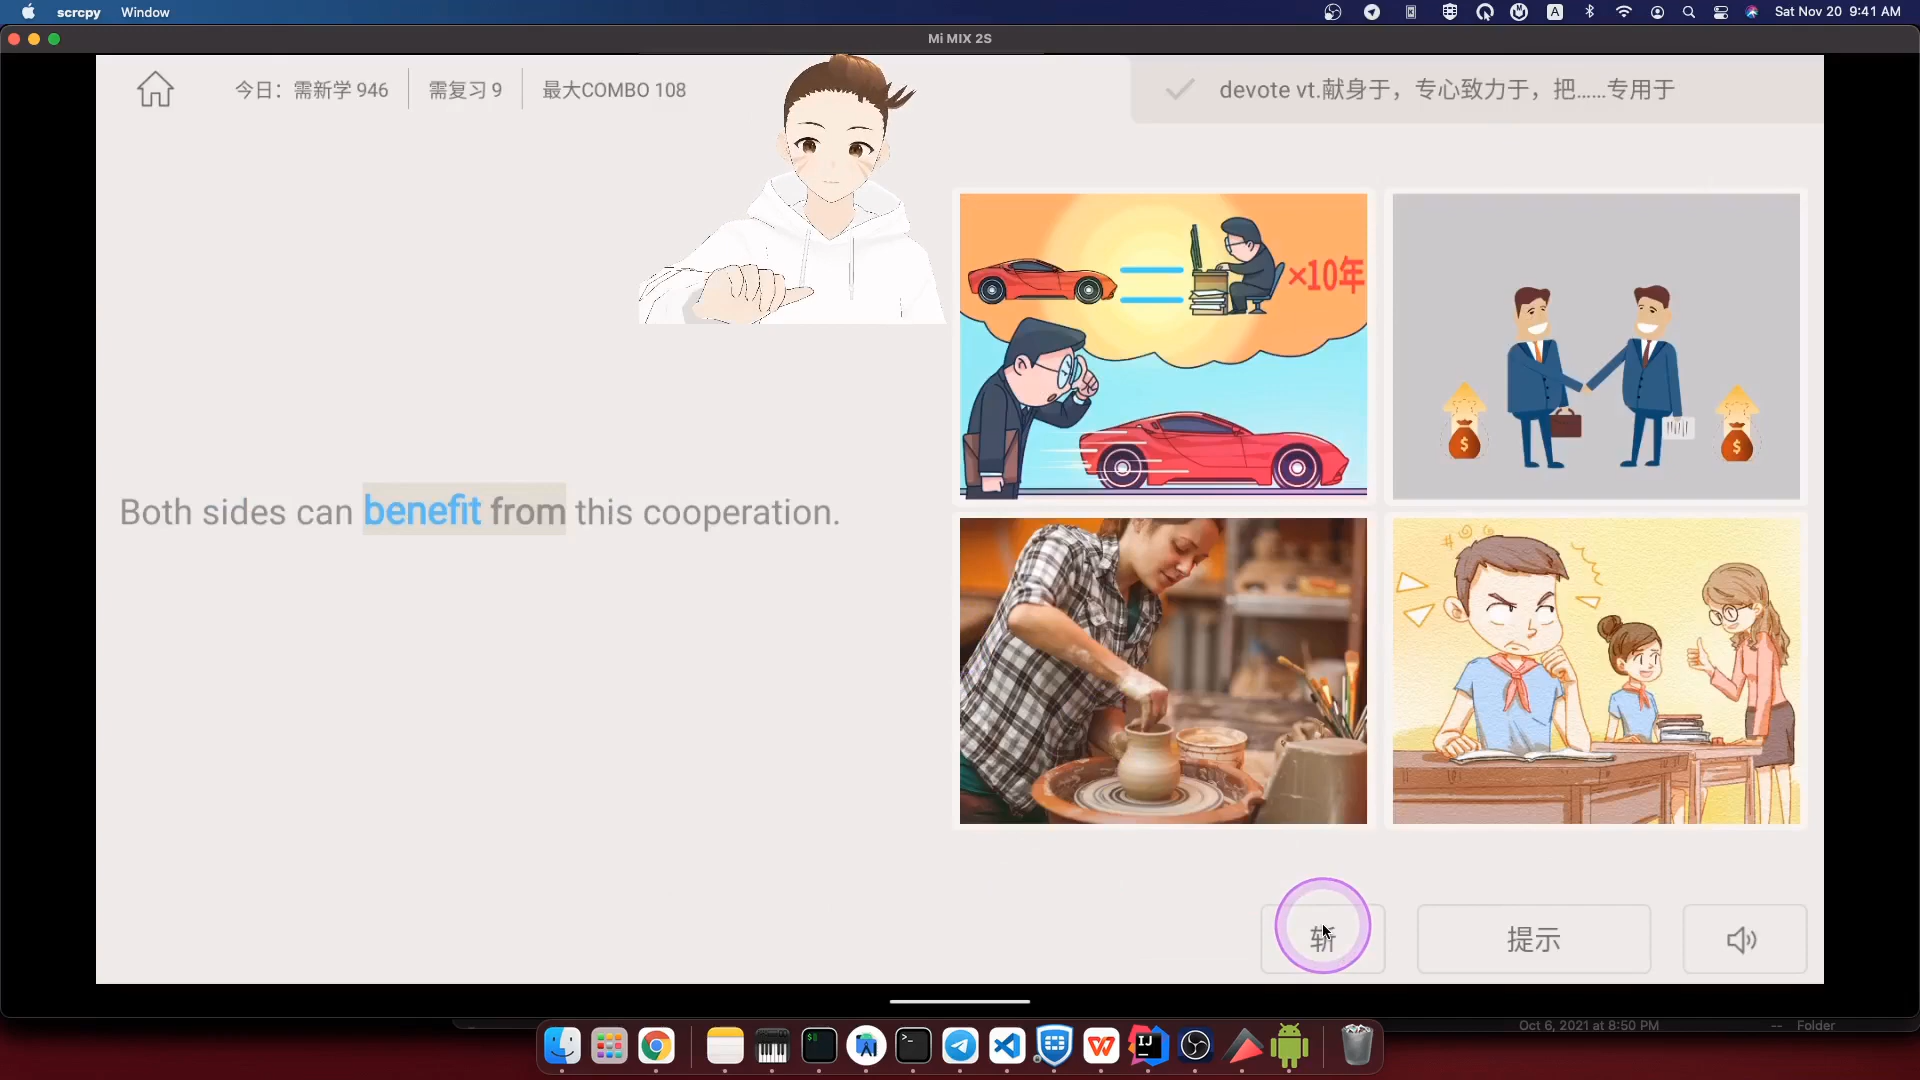 scrcpy Window
Sat Nov 20 9:41 AM
Mi MIX 2S
今日：需新学 946 需复习 9 最大COMBO 108
devote vt.献身于，专心致力于，把……专用于
×10年
Both sides can benefit from this cooperation.
斩 提示
Oct 6, 2021 at 8:50 PM -- Folder